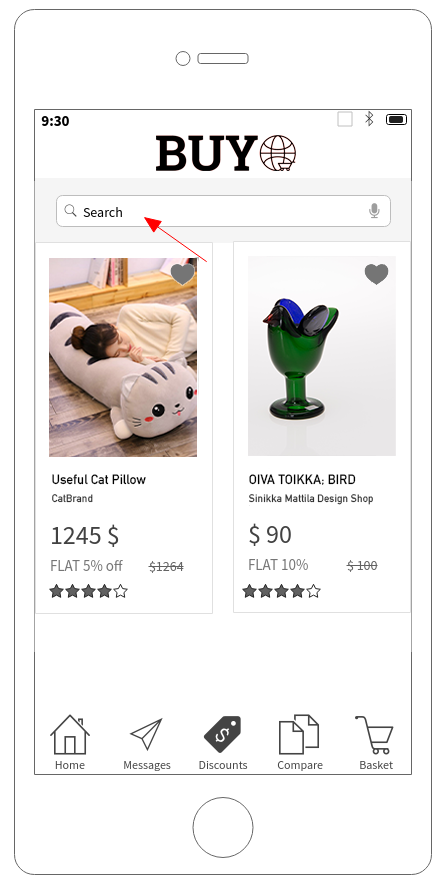 9:30
BUY
Search
Useful Cat Pillow
CatBrand
1245 $
FLAT 5% off $1264
OIVA TOIKKA; BIRD
Sinikka Mattila Design Shop
$ 90
FLAT 10% $ 100
Home Messages Discounts Compare Basket